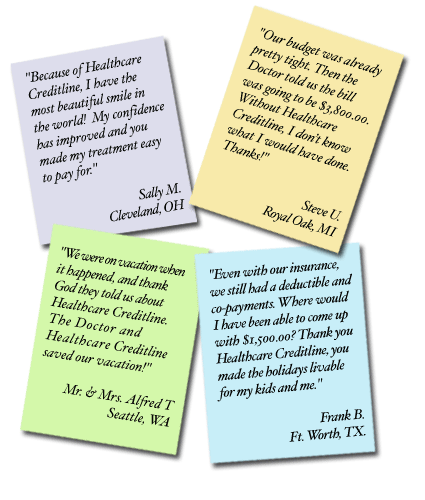 "Because of Healthcare
Creditline, I have the
most beautiful smile in
the world!  My confidence
has improved and you
made my treatment easy
to pay for."
Sally M.
Cleveland, OH
"Our budget was already
pretty tight. Then the
Doctor told us the bill
was going to be $3,800.00.
Without Healthcare
Creditline, I don't know
what I would have done.
Thanks!"
Steve U.
Royal Oak, MI
"We were on vacation when
it happened, and thank
God they told us about
Healthcare Creditline.
The Doctor and
Healthcare Creditline
saved our vacation!"
Mr. & Mrs. Alfred T
Seattle, WA
"Even with our insurance,
we still had a deductible and
co-payments. Where would
I have been able to come up
with $1,500.00? Thank you
Healthcare Creditline, you
made the holidays livable
for my kids and me."
Frank B.
Ft. Worth, TX.